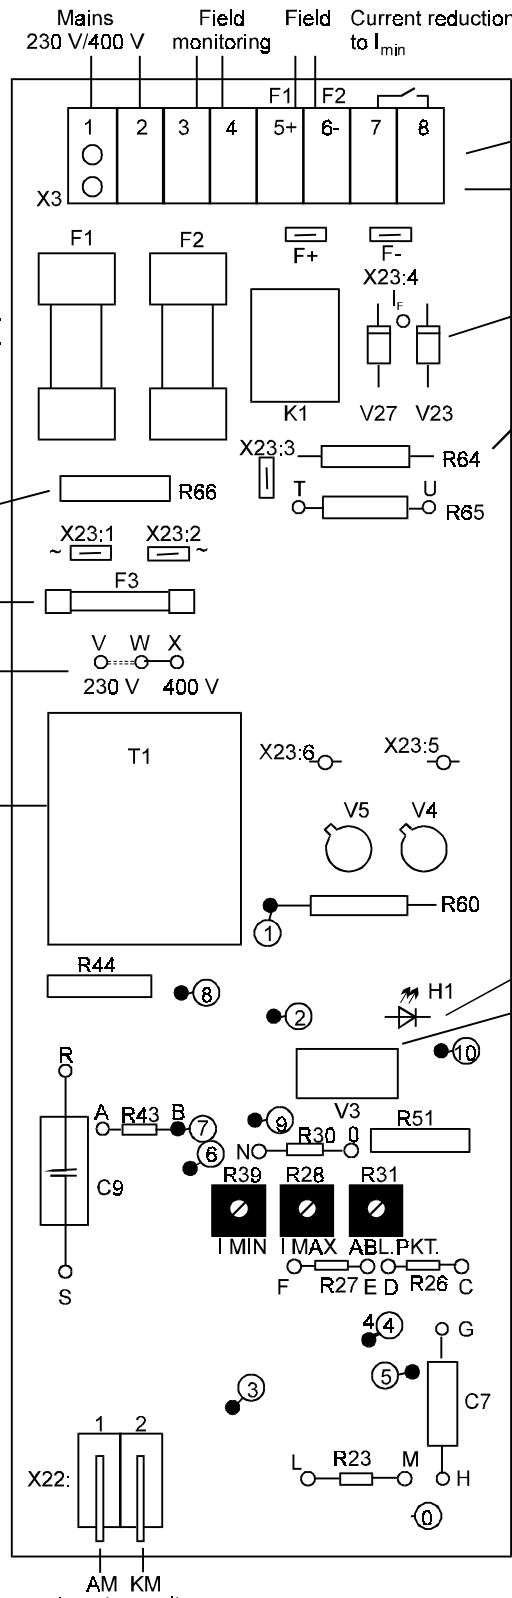 Mains Field Field Current reduction
230 V/400 V monitoring to Imin
F1 F2
1 2 3 4 5+ 6- 7 8
X3
F1 F2 F+ F-
X23:4
IF
K1 V27 V23
X23:3 R64
R66 T U R65
X23:1 X23:2
~ ~
F3
V W X
230 V 400 V
T1
X23:6 X23:5
V5 V4
R60
1
R44
8 H1
2
10
R
V3
A R43 B 7 9 R30 0 R51
6 N
C9 R39 R28 R31
I MIN I MAX ABL.PKT.
F R27 E D R26 C
S
4 4 G
5
3 C7
1 2
L R23 M
X22: H
0
AM KM